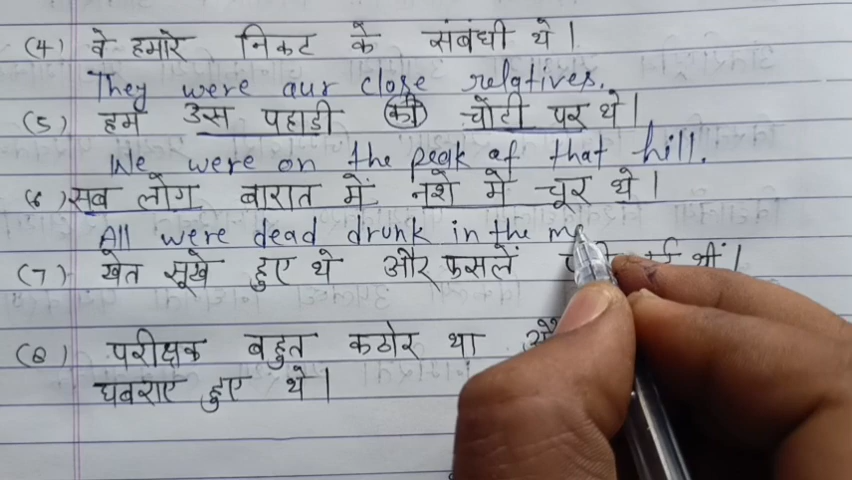 (4) वे हमारे निकट के संबंधी थे।
They were our close relatives.
(5) हम उस पहाड़ी की चोटी पर थे।
We were on the peak of that hill.
(6) सब लोग बारात में नशे में चूर थे।
All were dead drunk in the m
(7) खेत सूखे हुए थे और फसलें थीं।
(8) परीक्षक बहुत कठोर था
घबराए हुए थे।